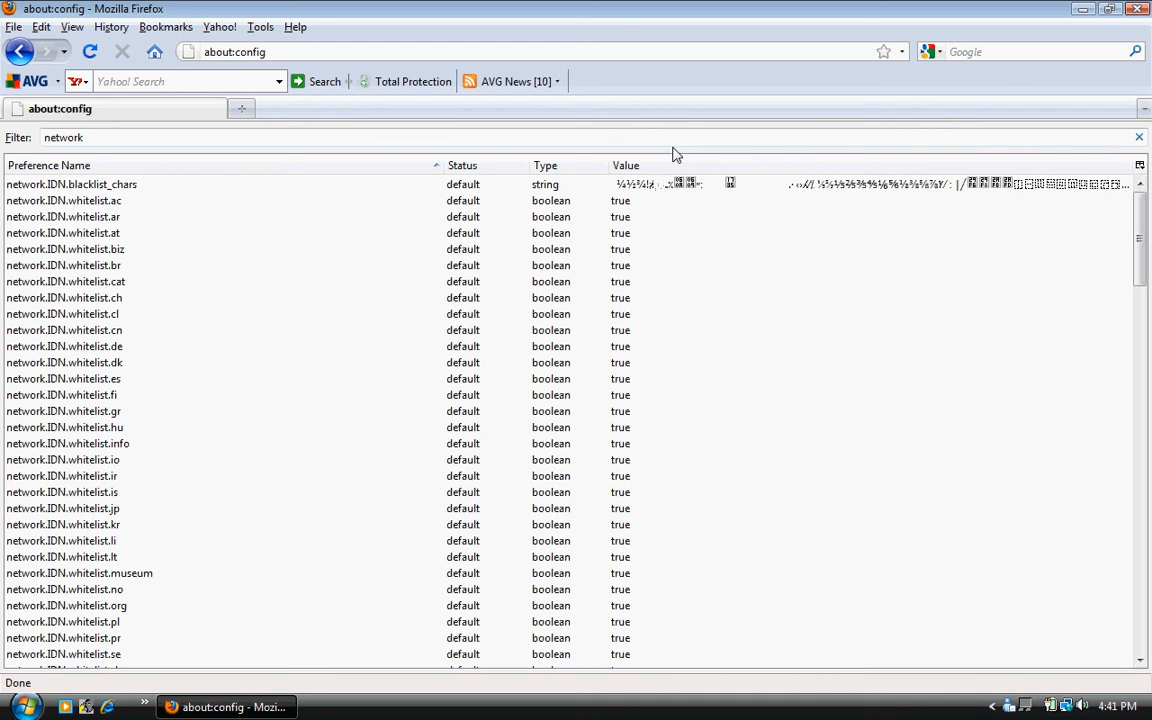 about:config - Mozilla Firefox
File Edit View History Bookmarks Yahoo! Tools Help
about:config
Google
AVG Yahoo! Search Search Total Protection AVG News [10]
about:config
Filter: network
Preference Name Status Type Value
network.IDN.blacklist_chars default string
network.IDN.whitelist.ac default boolean true
network.IDN.whitelist.ar default boolean true
network.IDN.whitelist.at default boolean true
network.IDN.whitelist.biz default boolean true
network.IDN.whitelist.br default boolean true
network.IDN.whitelist.cat default boolean true
network.IDN.whitelist.ch default boolean true
network.IDN.whitelist.cl default boolean true
network.IDN.whitelist.cn default boolean true
network.IDN.whitelist.de default boolean true
network.IDN.whitelist.dk default boolean true
network.IDN.whitelist.es default boolean true
network.IDN.whitelist.fi default boolean true
network.IDN.whitelist.gr default boolean true
network.IDN.whitelist.hu default boolean true
network.IDN.whitelist.info default boolean true
network.IDN.whitelist.io default boolean true
network.IDN.whitelist.ir default boolean true
network.IDN.whitelist.is default boolean true
network.IDN.whitelist.jp default boolean true
network.IDN.whitelist.kr default boolean true
network.IDN.whitelist.li default boolean true
network.IDN.whitelist.lt default boolean true
network.IDN.whitelist.museum default boolean true
network.IDN.whitelist.no default boolean true
network.IDN.whitelist.org default boolean true
network.IDN.whitelist.pl default boolean true
network.IDN.whitelist.pr default boolean true
network.IDN.whitelist.se default boolean true
Done
about:config - Mozi... 4:41 PM